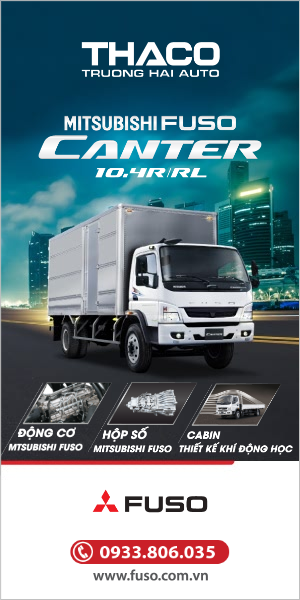 THACO
TRUONG HAI AUTO
MITSUBISHI FUSO
CANTER
10.4R/RL
FUSO
ĐỘNG CƠ
MITSUBISHI FUSO
HỘP SỐ
MITSUBISHI FUSO
CABIN
THIẾT KẾ KHÍ ĐỘNG HỌC
FUSO
0933.806.035
www.fuso.com.vn